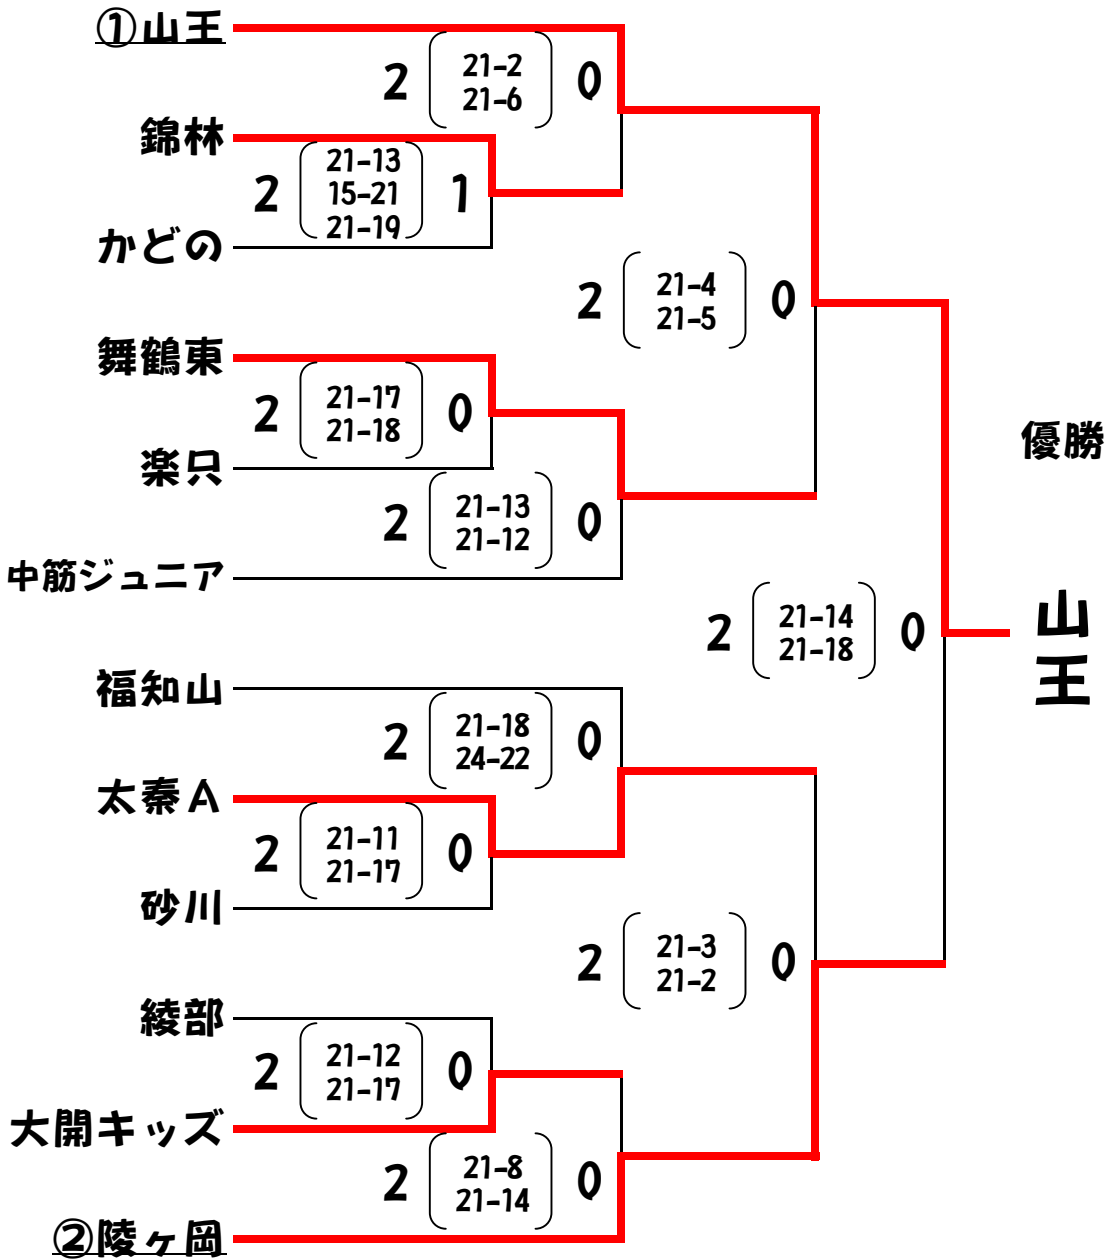 ①山王
2 21-2 0
21-6
錦林
2 21-13 1
15-21
21-19
かどの
2 21-4 0
21-5
舞鶴東
2 21-17 0
21-18
楽只
2 21-13 0
21-12
中筋ジュニア
優勝
山王
2 21-14 0
21-18
福知山
2 21-18 0
24-22
太秦A
2 21-11 0
21-17
砂川
2 21-3 0
21-2
綾部
2 21-12 0
21-17
大開キッズ
2 21-8 0
21-14
②陵ヶ岡